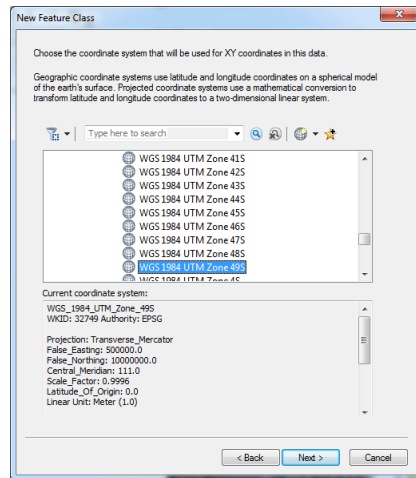 New Feature Class
Choose the coordinate system that will be used for XY coordinates in this data.
Geographic coordinate systems use latitude and longitude coordinates on a spherical model
of the earth's surface. Projected coordinate systems use a mathematical conversion to
transform latitude and longitude coordinates to a two-dimensional linear system.
Type here to search
WGS 1984 UTM Zone 41S
WGS 1984 UTM Zone 42S
WGS 1984 UTM Zone 43S
WGS 1984 UTM Zone 44S
WGS 1984 UTM Zone 45S
WGS 1984 UTM Zone 46S
WGS 1984 UTM Zone 47S
WGS 1984 UTM Zone 48S
WGS 1984 UTM Zone 49S
WGS 1984 UTM Zone 4S
Current coordinate system:
WGS_1984_UTM_Zone_49S
WKID: 32749 Authority: EPSG
Projection: Transverse_Mercator
False_Easting: 500000.0
False_Northing: 10000000.0
Central_Meridian: 111.0
Scale_Factor: 0.9996
Latitude_Of_Origin: 0.0
Linear Unit: Meter (1.0)
< Back Next > Cancel